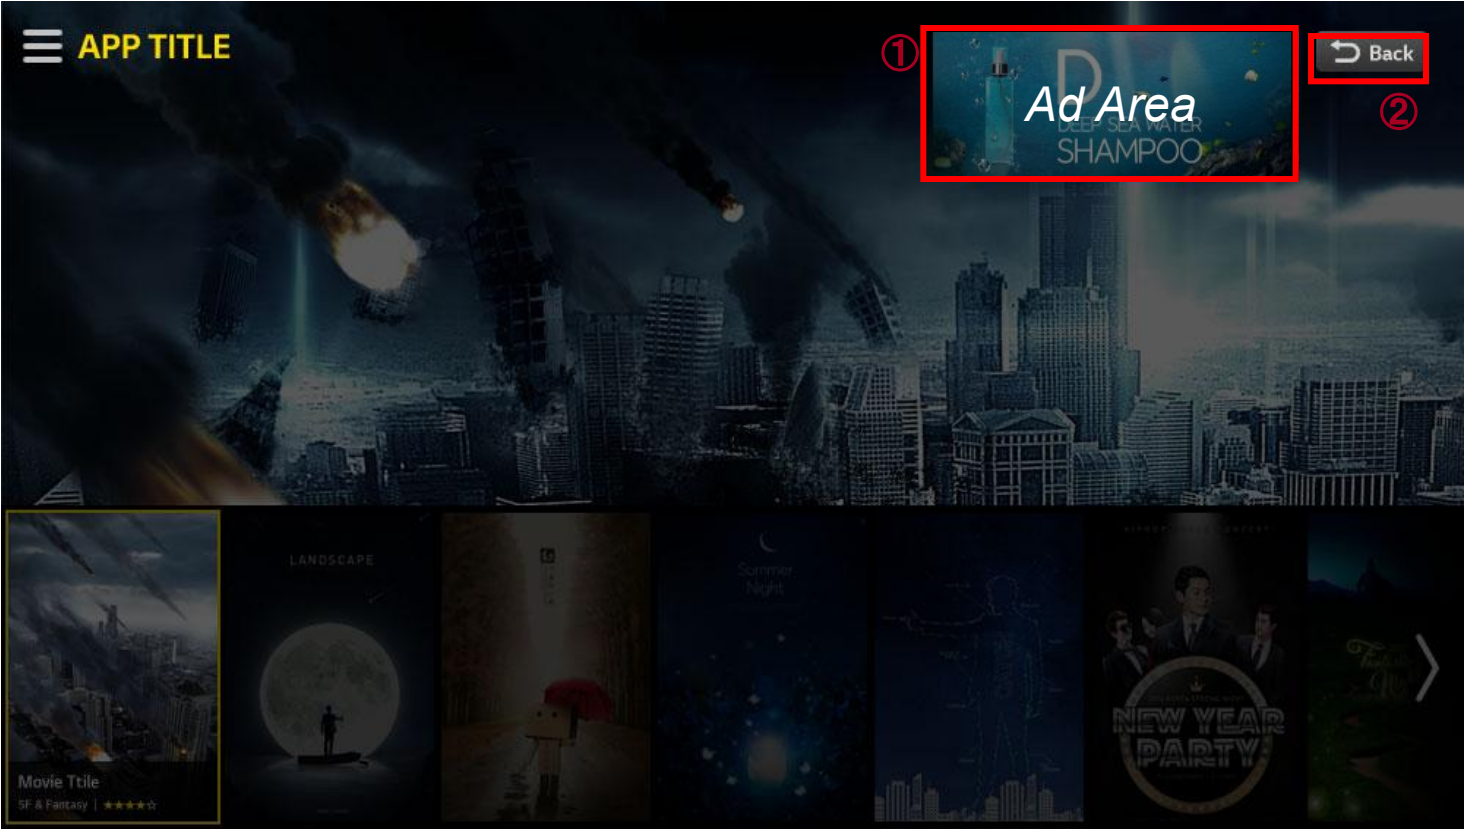 APP TITLE
①
D
Ad Area
DEEP SEA WATER
SHAMPOO
Back
②
LANDSCAPE
Summer
Night
NEW YEAR
PARTY
Movie Ttile
SF & Fantasy | ★★★★☆